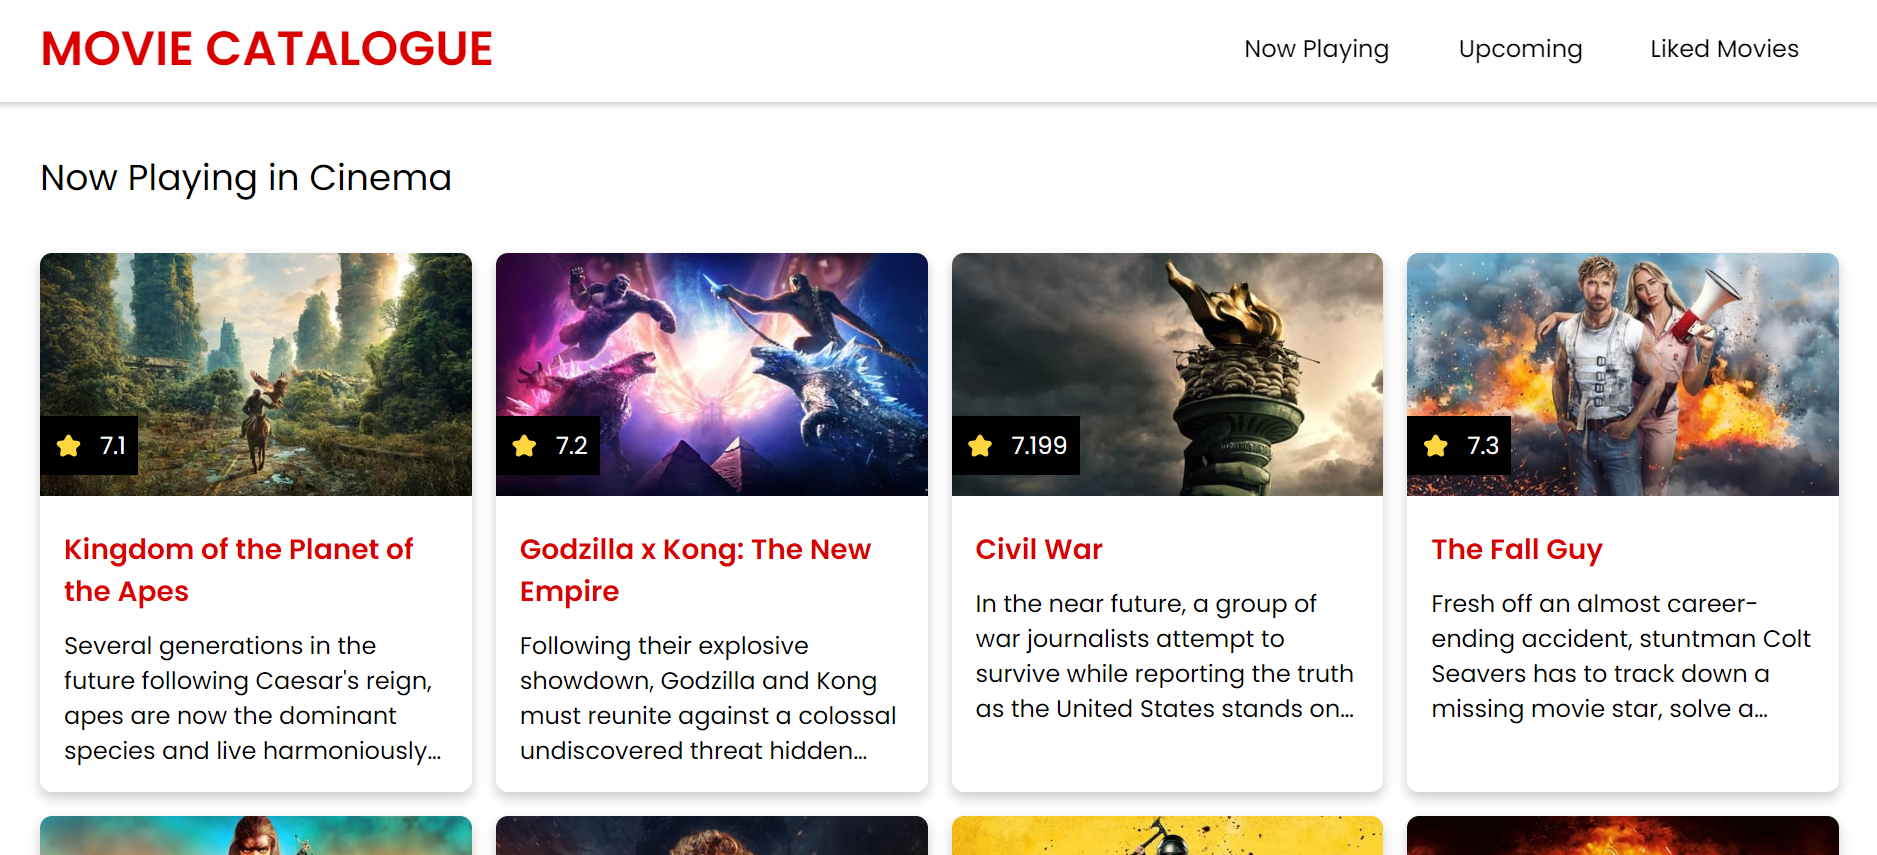 MOVIE CATALOGUE
Now Playing
Upcoming
Liked Movies
Now Playing in Cinema
7.1
Kingdom of the Planet of
the Apes
Several generations in the
future following Caesar's reign,
apes are now the dominant
species and live harmoniously...
7.2
Godzilla x Kong: The New
Empire
Following their explosive
showdown, Godzilla and Kong
must reunite against a colossal
undiscovered threat hidden...
7.199
Civil War
In the near future, a group of
war journalists attempt to
survive while reporting the truth
as the United States stands on...
7.3
The Fall Guy
Fresh off an almost career-
ending accident, stuntman Colt
Seavers has to track down a
missing movie star, solve a...